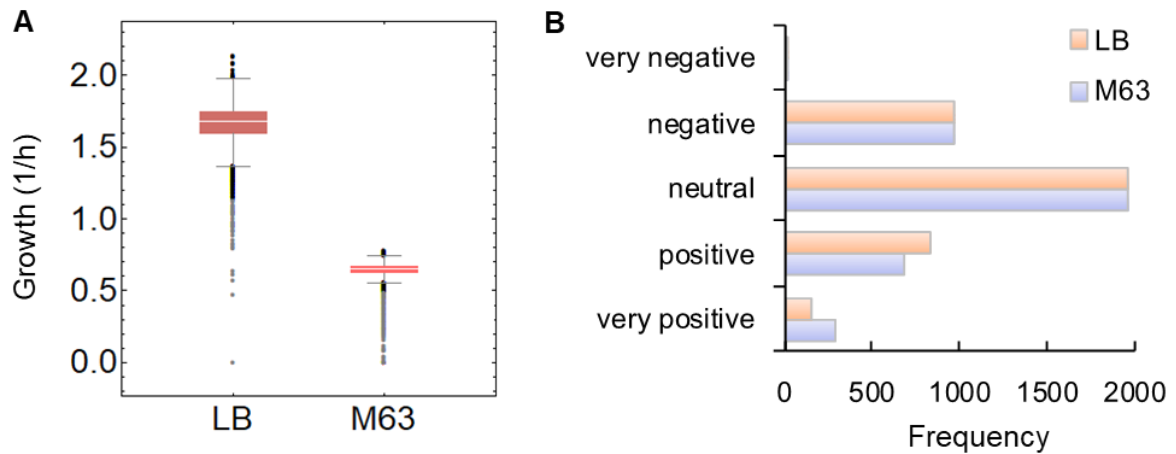 A
Growth (1/h)
2.0
1.5
1.0
0.5
0.0
LB
M63
B
very negative
negative
neutral
positive
very positive
LB
M63
0
500
1000
1500
2000
Frequency